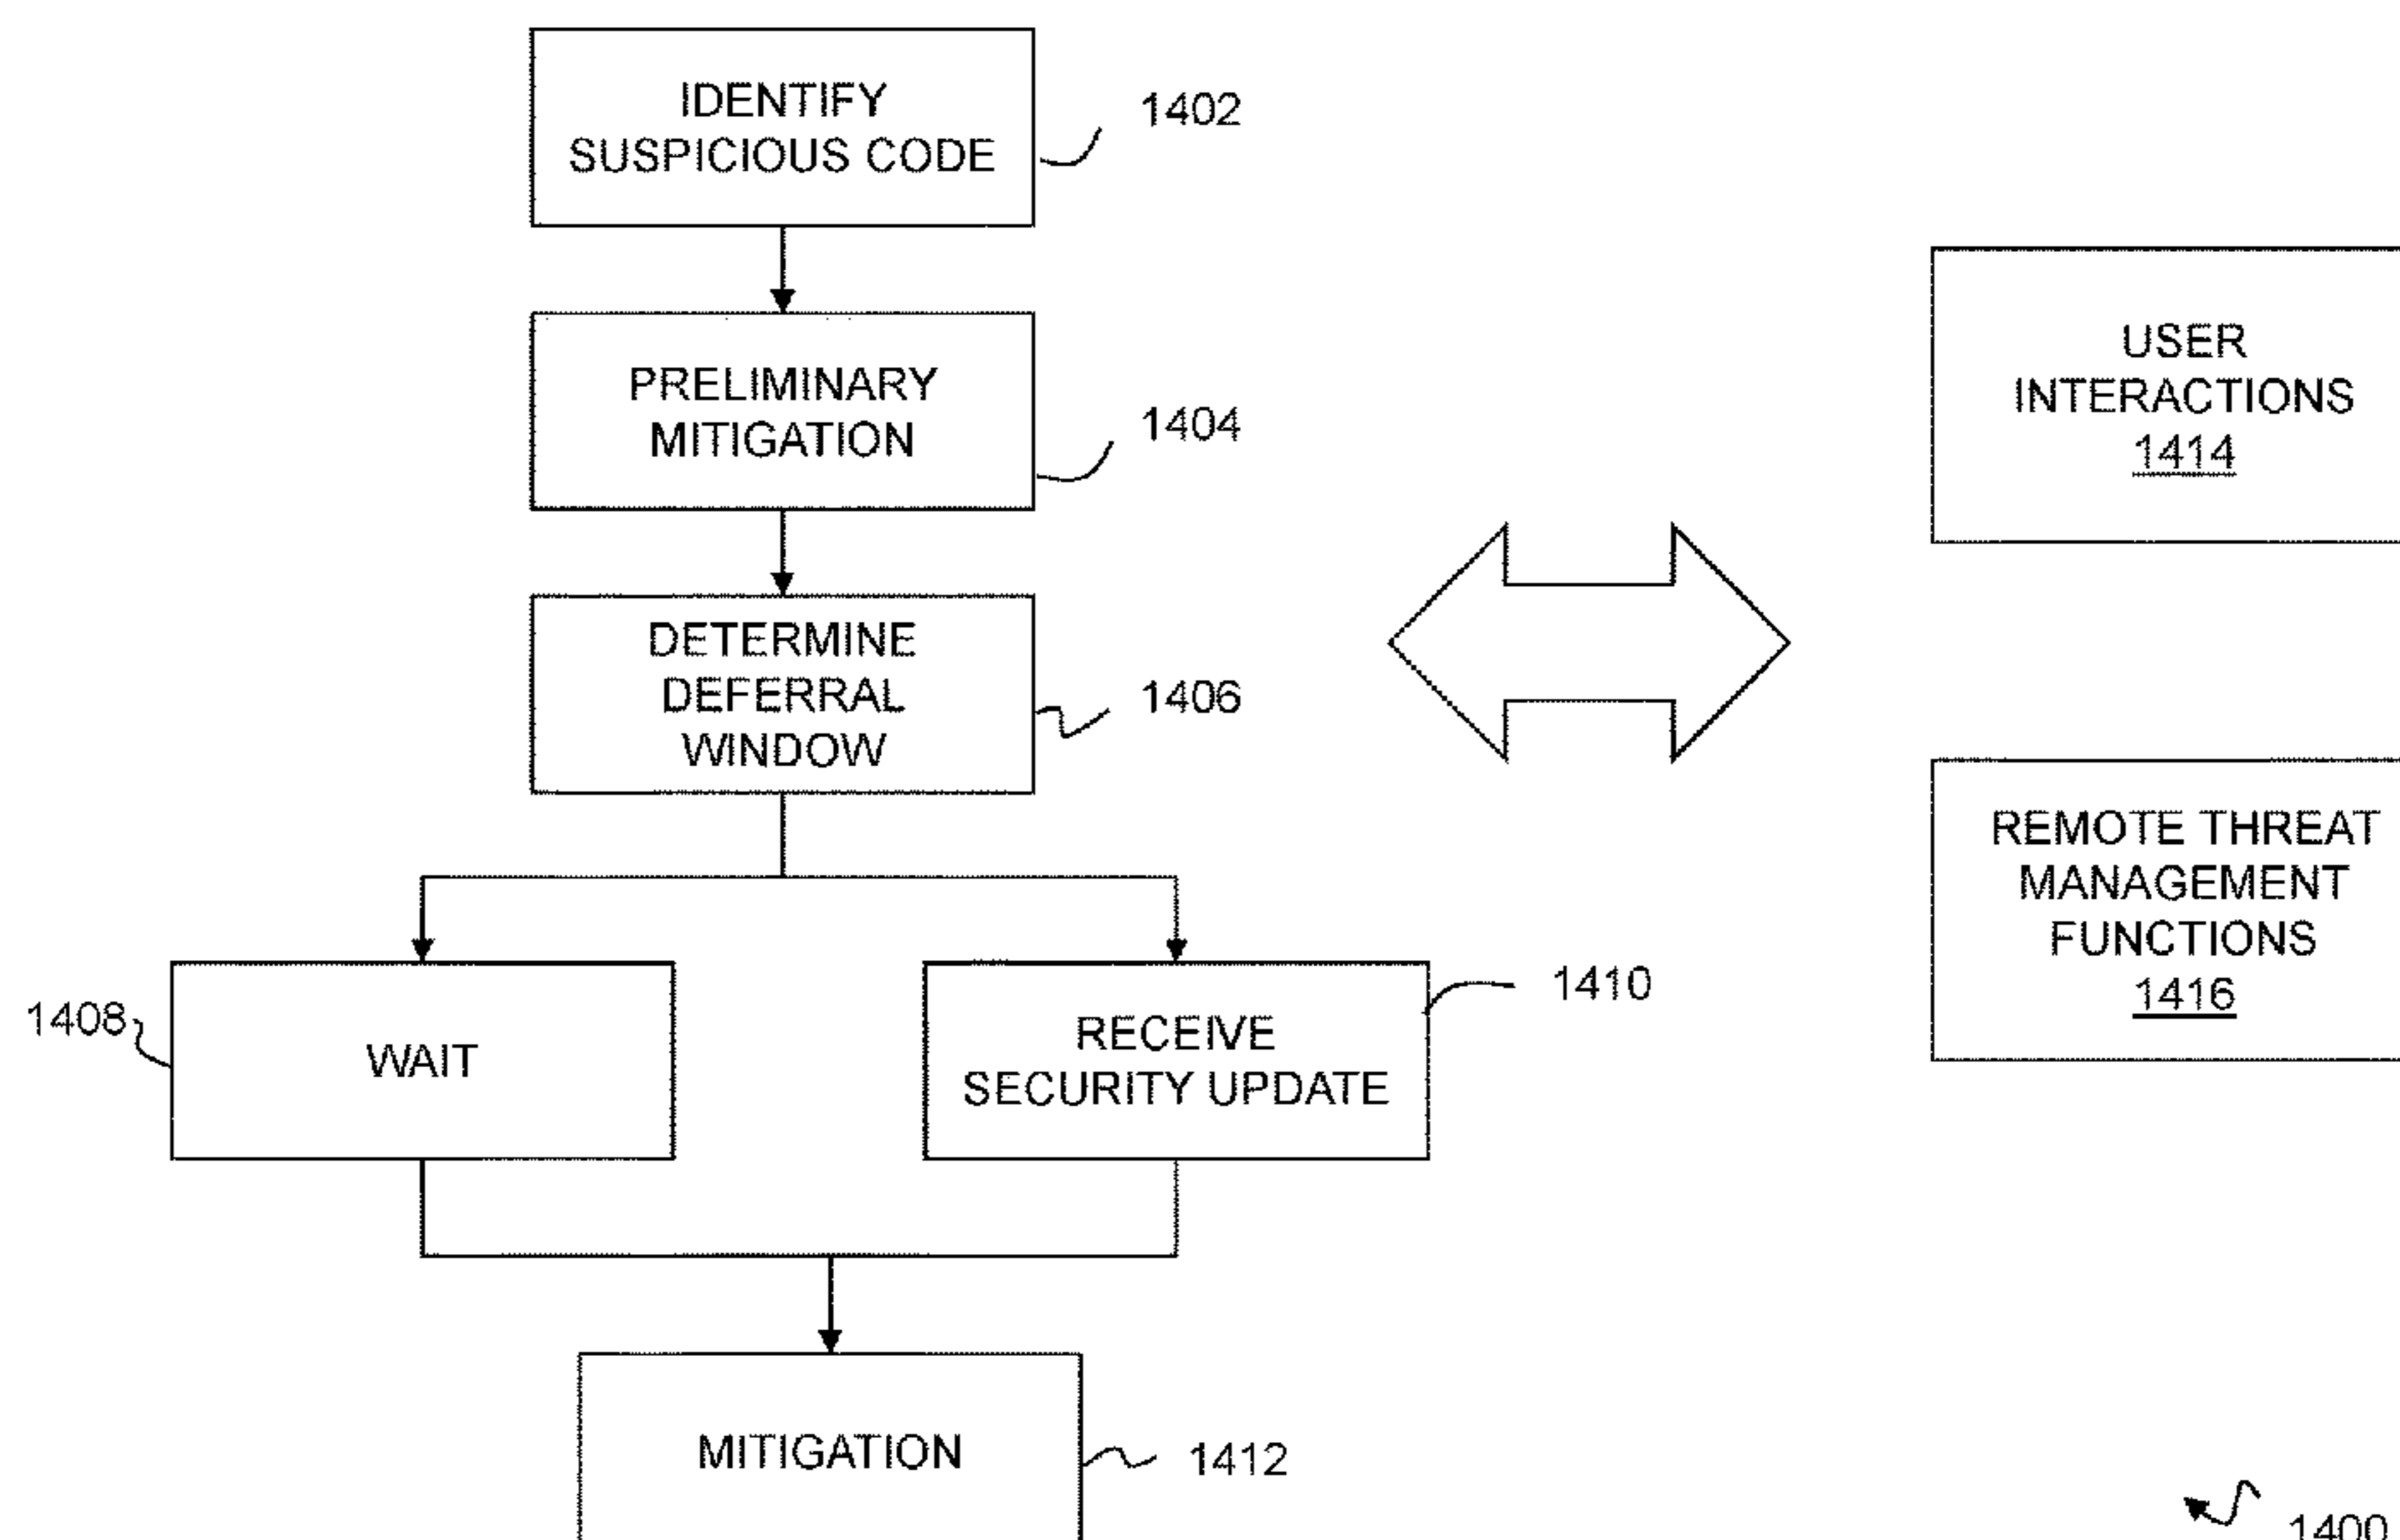 IDENTIFY
SUSPICIOUS CODE
1402
PRELIMINARY
MITIGATION
1404
DETERMINE
DEFERRAL
WINDOW
1406
USER
INTERACTIONS
1414
REMOTE THREAT
MANAGEMENT
FUNCTIONS
1416
1408
WAIT
RECEIVE
SECURITY UPDATE
1410
MITIGATION
1412
1400